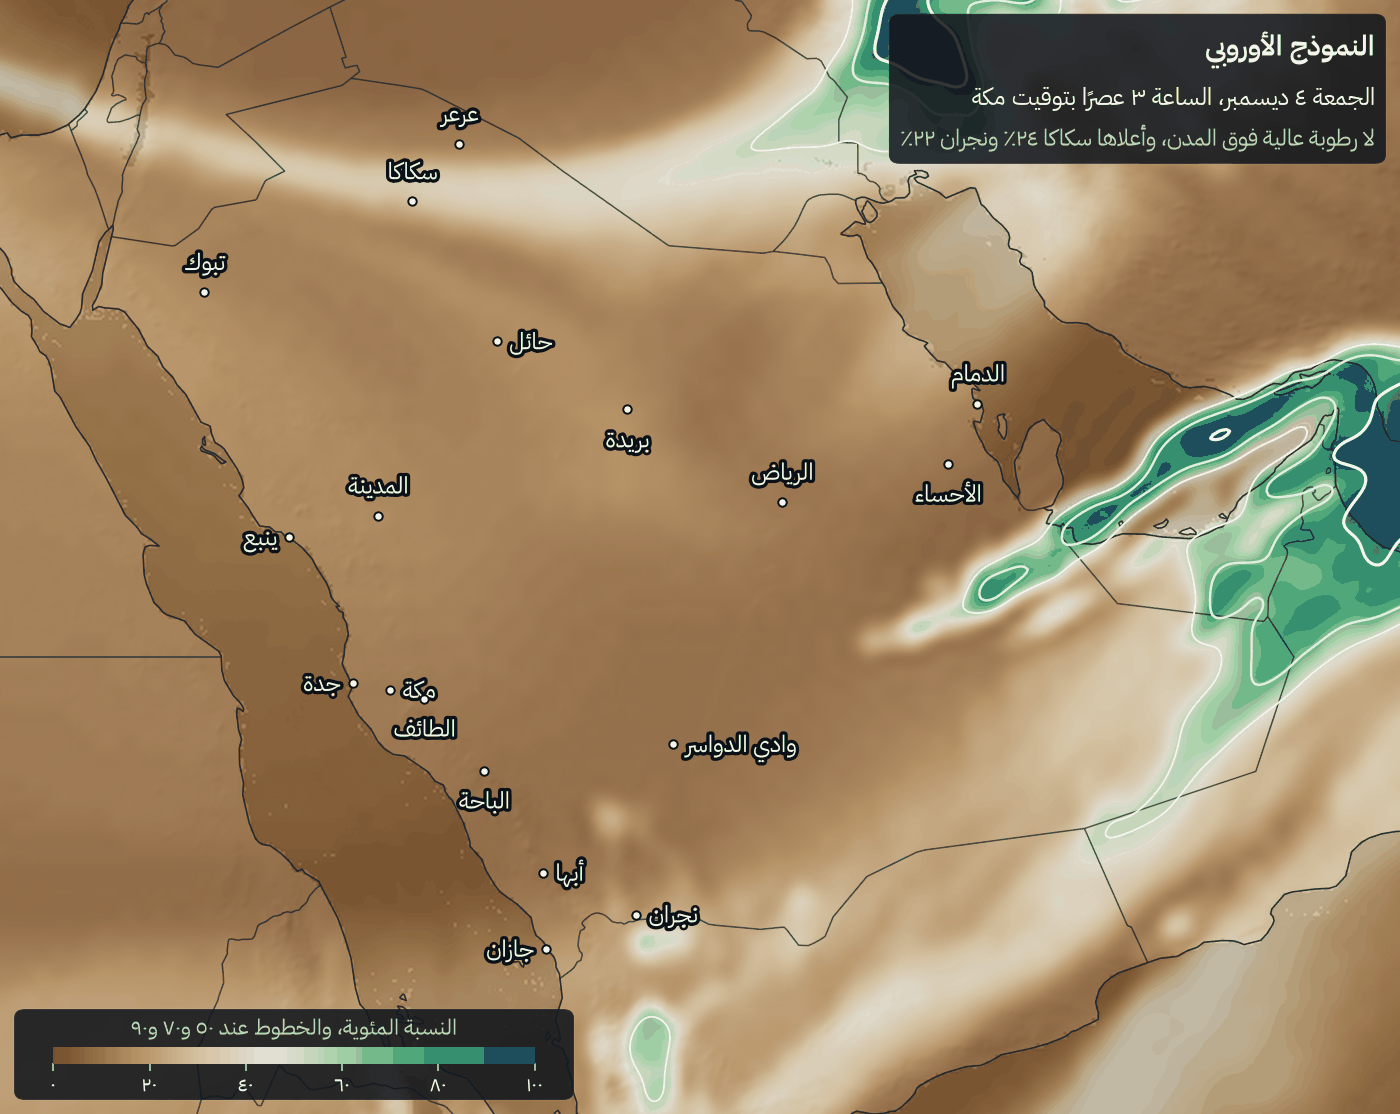 النموذج الأوروبي
الجمعة ٤ ديسمبر، الساعة ٣ عصرًا بتوقيت مكة
لا رطوبة عالية فوق المدن، وأعلاها سكاكا ٢٤٪ ونجران ٢٢٪
عرعر
سكاكا
تبوك
حائل
الدمام
بريدة
الرياض
الأحساء
المدينة
ينبع
جدة
مكة
الطائف
وادي الدواسر
الباحة
أبها
نجران
جازان
النسبة المئوية، والخطوط عند ٥٠ و٧٠ و٩٠
٠ ٢٠ ٤٠ ٦٠ ٨٠ ١٠٠